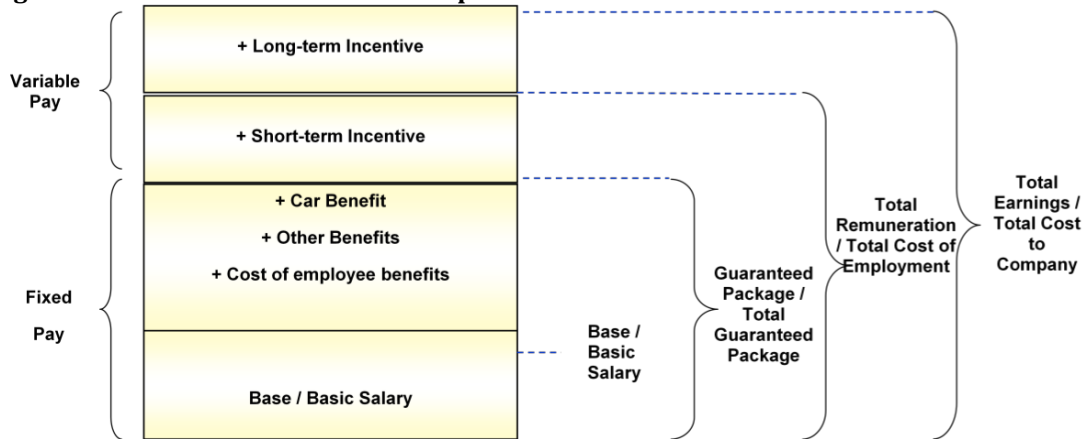 + Long-term Incentive
Variable
Pay
+ Short-term Incentive
+ Car Benefit
+ Other Benefits
+ Cost of employee benefits
Fixed
Pay
Base / Basic Salary
Base /
Basic
Salary
Guaranteed
Package /
Total
Guaranteed
Package
Total
Remuneration
/ Total Cost of
Employment
Total
Earnings /
Total Cost
to
Company